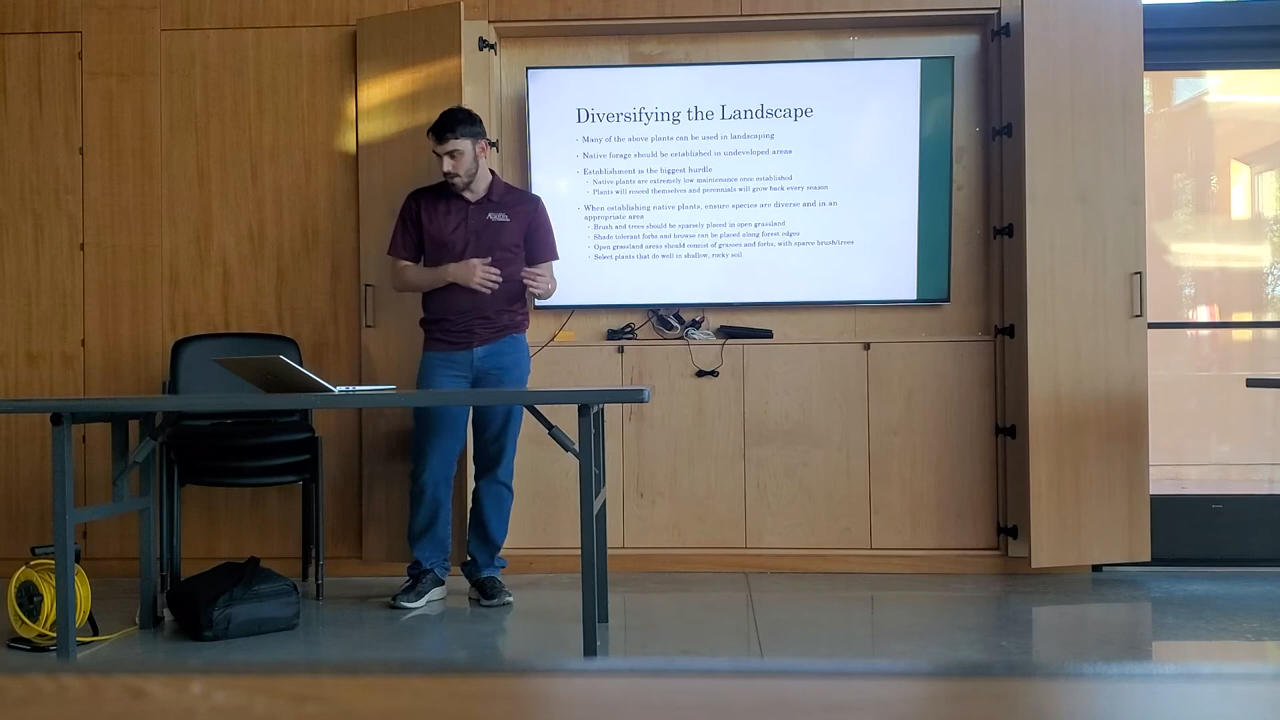 Diversifying the Landscape
• Many of the above plants can be used in landscaping
• Native forage should be established in undeveloped areas
• Establishment is the biggest hurdle
• Native plants are extremely low maintenance once established
• Plants will reseed themselves and perennials will grow back every season
• When establishing native plants, ensure species are diverse and in an
appropriate area
• Brush and trees should be sparsely placed in open grassland
• Shade tolerant forbs and browse can be placed along forest edges
• Open grassland areas should consist of grasses and forbs, with sparce brush/trees
• Select plants that do well in shallow, rocky soil